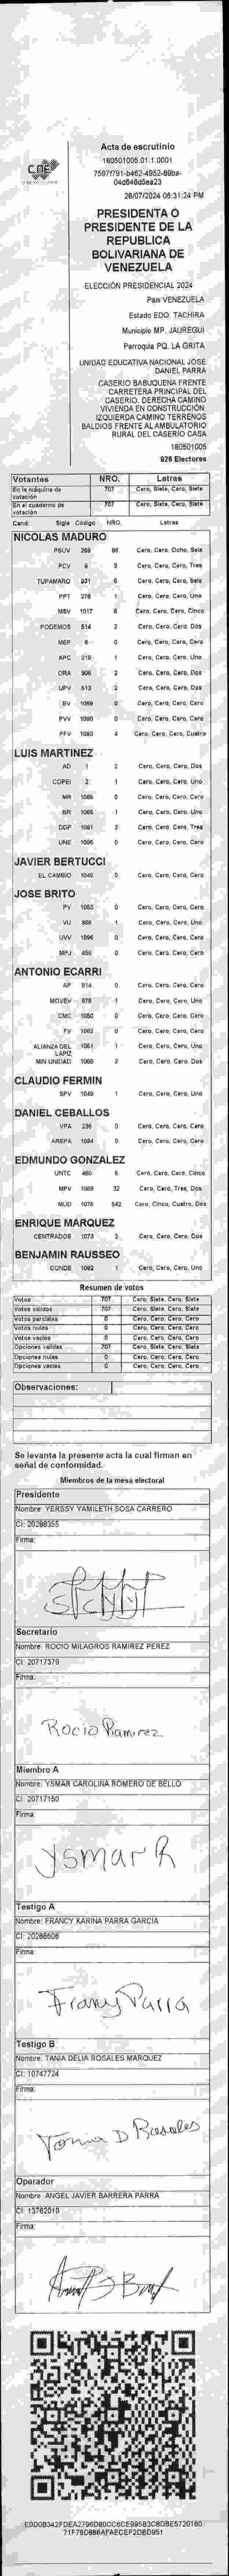 CNE
Acta de escrutinio
180501005.01.1.0001
28/07/2024 06:31:24 PM
PRESIDENTA O
PRESIDENTE DE LA
REPUBLICA
BOLIVARIANA DE
VENEZUELA
ELECCIÓN PRESIDENCIAL 2024
Pais VENEZUELA
Estado EDO. TACHIRA
Municipio MP. JAUREGUI
Parroquia PQ. LA GRITA
UNIDAD EDUCATIVA NACIONAL JOSE
DANIEL PARRA
CASERIO BABUQUENA FRENTE
CARRETERA PRINCIPAL DEL
CASERIO. DERECHA CAMINO
VIVIENDA EN CONSTRUCCIÓN.
IZQUIERDA CAMINO TERRENOS
BALDIOS FRENTE AL AMBULATORIO
RURAL DEL CASERIO CASA
180501005
926 Electores
Votantes NRO. Letras
En la máquina de votación 707 Cero, Siete, Cero, Siete
En el cuaderno de votación 707 Cero, Siete, Cero, Siete
Cand. Sigla Codigo NRO. Letras
NICOLAS MADURO
PSUV 269 86 Cero, Cero, Ocho, Seis
PCV 6 3 Cero, Cero, Cero, Tres
TUPAMARO 931 6 Cero, Cero, Cero, Seis
PPT 278 1 Cero, Cero, Cero, Uno
MSV 1017 5 Cero, Cero, Cero, Cinco
PODEMOS 514 2 Cero, Cero, Cero, Dos
MEP 6 0 Cero, Cero, Cero, Cero
APC 219 1 Cero, Cero, Cero, Uno
ORA 906 2 Cero, Cero, Cero, Dos
UPV 613 2 Cero, Cero, Cero, Dos
EV 1069 0 Cero, Cero, Cero, Cero
PVV 1090 0 Cero, Cero, Cero, Cero
PFV 1093 4 Cero, Cero, Cero, Cuatro
LUIS MARTINEZ
AD 1 2 Cero, Cero, Cero, Dos
COPEI 2 1 Cero, Cero, Cero, Uno
MR 1065 0 Cero, Cero, Cero, Cero
BR 1 Cero, Cero, Cero, Uno
DDP 1091 3 Cero, Cero, Cero, Tres
UNE 1095 0 Cero, Cero, Cero, Cero
JAVIER BERTUCCI
EL CAMBIO 1048 0 Cero, Cero, Cero, Cero
JOSE BRITO
PV 1053 0 Cero, Cero, Cero, Cero
VU 968 1 Cero, Cero, Cero, Uno
UVV 1096 0 Cero, Cero, Cero, Cero
MPJ 456 0 Cero, Cero, Cero, Cero
ANTONIO ECARRI
AP 914 0 Cero, Cero, Cero, Cero
MOVEV 878 1 Cero, Cero, Cero, Uno
CMC 1050 0 Cero, Cero, Cero, Cero
FV 1062 0 Cero, Cero, Cero, Cero
ALIANZA DEL LAPIZ 1051 1 Cero, Cero, Cero, Uno
MIN UNIDAD 1066 2 Cero, Cero, Cero, Dos
CLAUDIO FERMIN
SPV 1049 1 Cero, Cero, Cero, Uno
DANIEL CEBALLOS
VPA 236 0 Cero, Cero, Cero, Cero
AREPA 1084 0 Cero, Cero, Cero, Cero
EDMUNDO GONZALEZ
UNTC 460 5 Cero, Cero, Cero, Cinco
MPV 1069 32 Cero, Cero, Tres, Dos
MUD 1075 542 Cero, Cinco, Cuatro, Dos
ENRIQUE MARQUEZ
CENTRADOS 1073 2 Cero, Cero, Cero, Dos
BENJAMIN RAUSSEO
CONDE 1092 1 Cero, Cero, Cero, Uno
Resumen de votos
Votos 707 Cero, Siete, Cero, Siete
Votos válidos 707 Cero, Siete, Cero, Siete
Votos parciales 0 Cero, Cero, Cero, Cero
Votos nulos 0 Cero, Cero, Cero, Cero
Votos vacíos 0 Cero, Cero, Cero, Cero
Opciones validas 707 Cero, Siete, Cero, Siete
Opciones nulas 0 Cero, Cero, Cero, Cero
Opciones vacías 0 Cero, Cero, Cero, Cero
Observaciones:
Se levanta la presente acta la cual firman en
señal de conformidad.
Miembros de la mesa electoral
Presidente
Nombre: YERSSY YAMILETH SOSA CARRERO
CI: 20288355
Firma:
Secretario
Nombre: ROCIO MILAGROS RAMIREZ PEREZ
CI: 20717379
Firma:
Rocio Ramirez
Miembro A
Nombre: YSMAR CAROLINA ROMERO DE BELLO
CI: 20717150
Firma:
YSMAR R
Testigo A
Nombre: FRANCY KARINA PARRA GARCIA
CI: 20288608
Firma:
Francy Parra
Testigo B
Nombre: TANIA DELIA ROSALES MARQUEZ
CI: 10747724
Firma:
Tania D Rosales
Operador
Nombre: ANGEL JAVIER BARRERA PARRA
CI: 13762019
Firma: